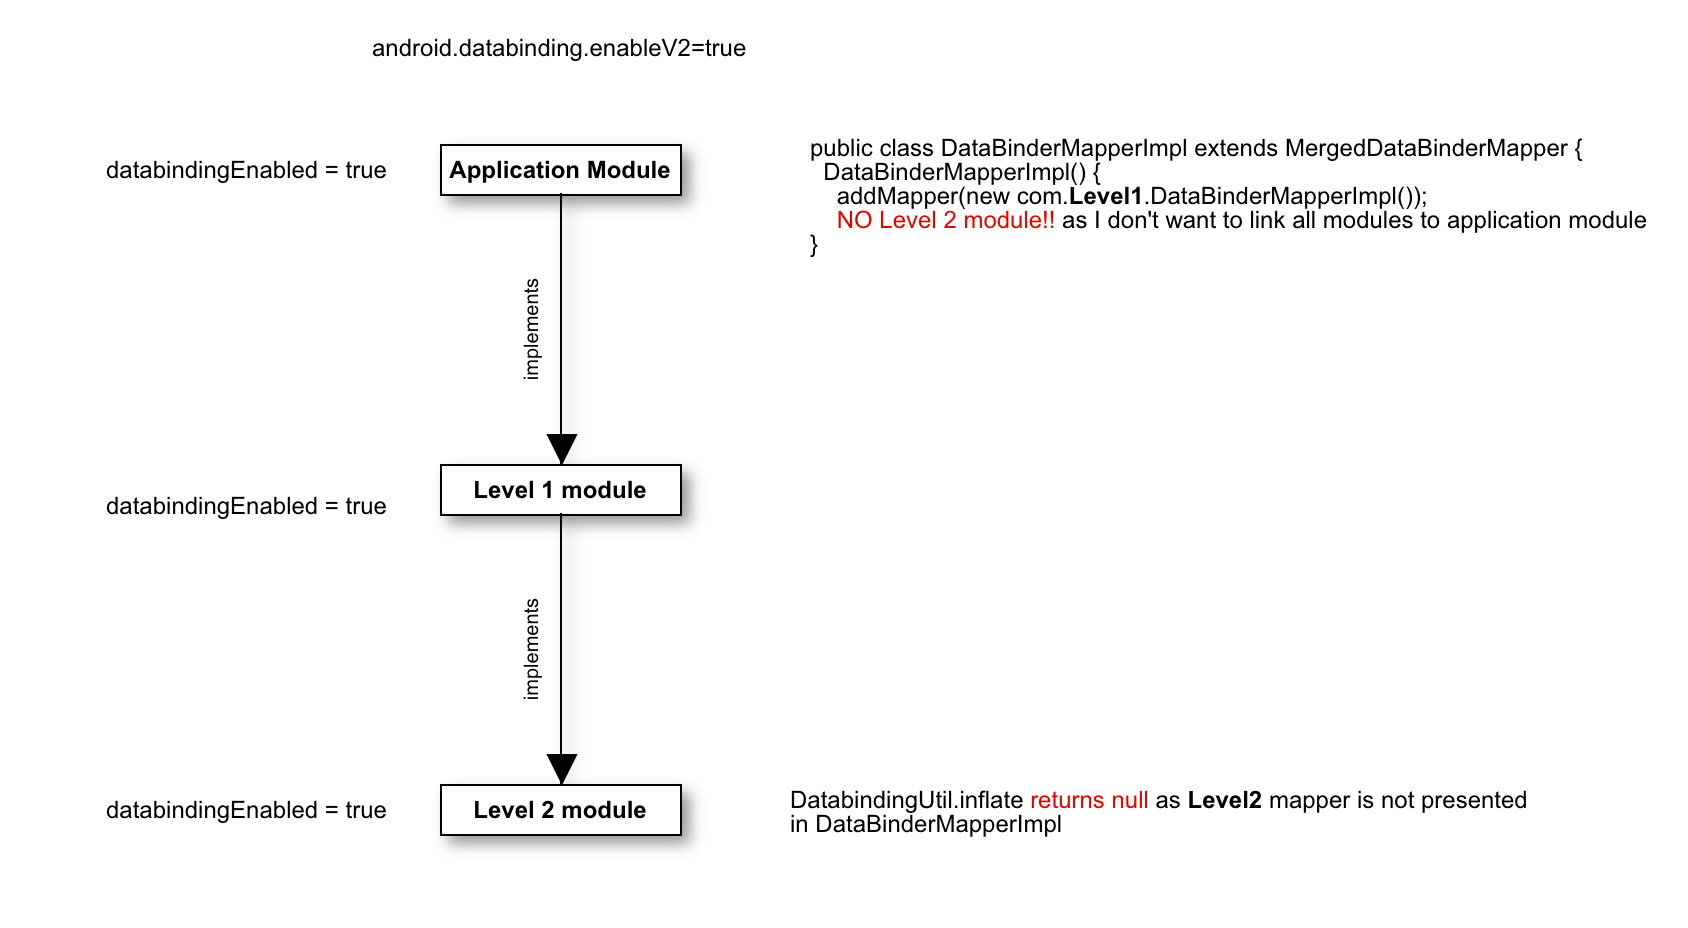 android.databinding.enableV2=true
databindingEnabled = true
Application Module
public class DataBinderMapperImpl extends MergedDataBinderMapper {
DataBinderMapperImpl() {
addMapper(new com.Level1.DataBinderMapperImpl());
NO Level 2 module!! as I don't want to link all modules to application module
}
implements
databindingEnabled = true
Level 1 module
implements
databindingEnabled = true
Level 2 module
DatabindingUtil.inflate returns null as Level2 mapper is not presented
in DataBinderMapperImpl